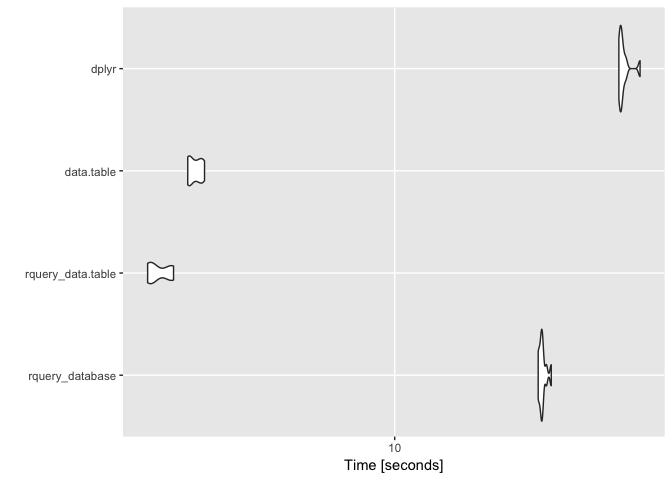 dplyr
data.table
rquery_data.table
rquery_database
10
Time [seconds]